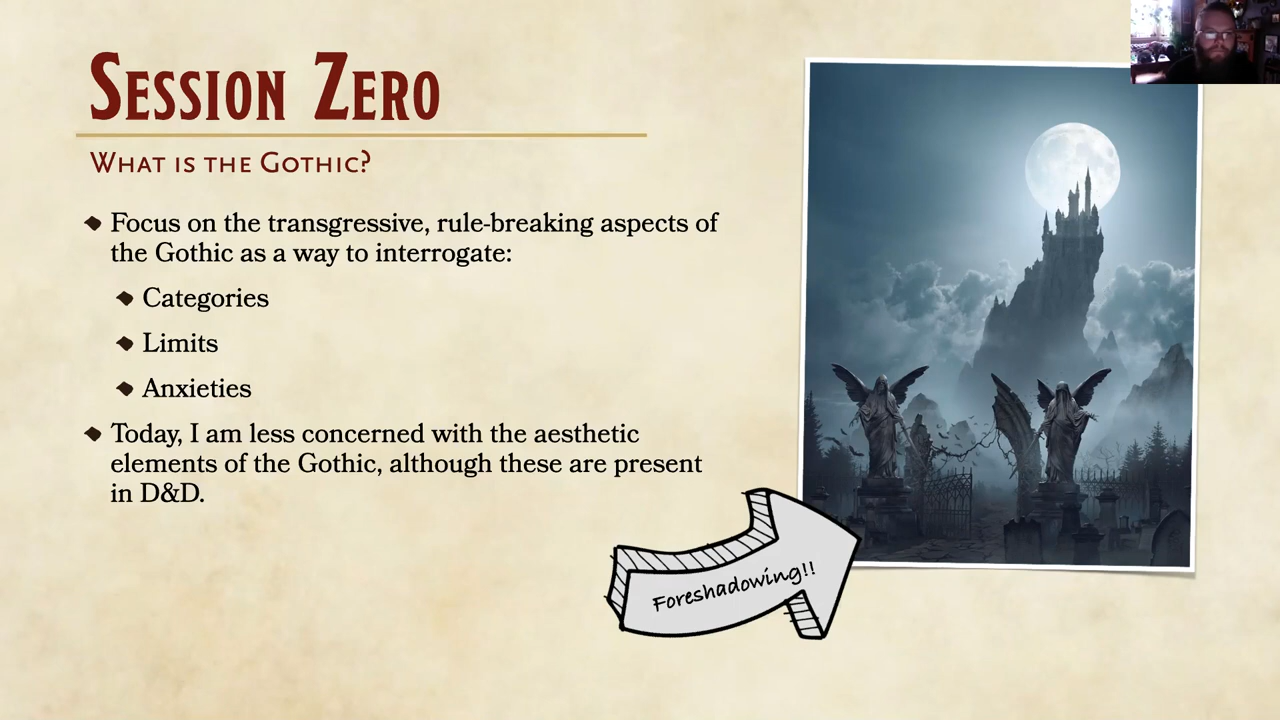 Session Zero
What is the Gothic?
Focus on the transgressive, rule-breaking aspects of
the Gothic as a way to interrogate:
Categories
Limits
Anxieties
Today, I am less concerned with the aesthetic
elements of the Gothic, although these are present
in D&D.
Foreshadowing!!